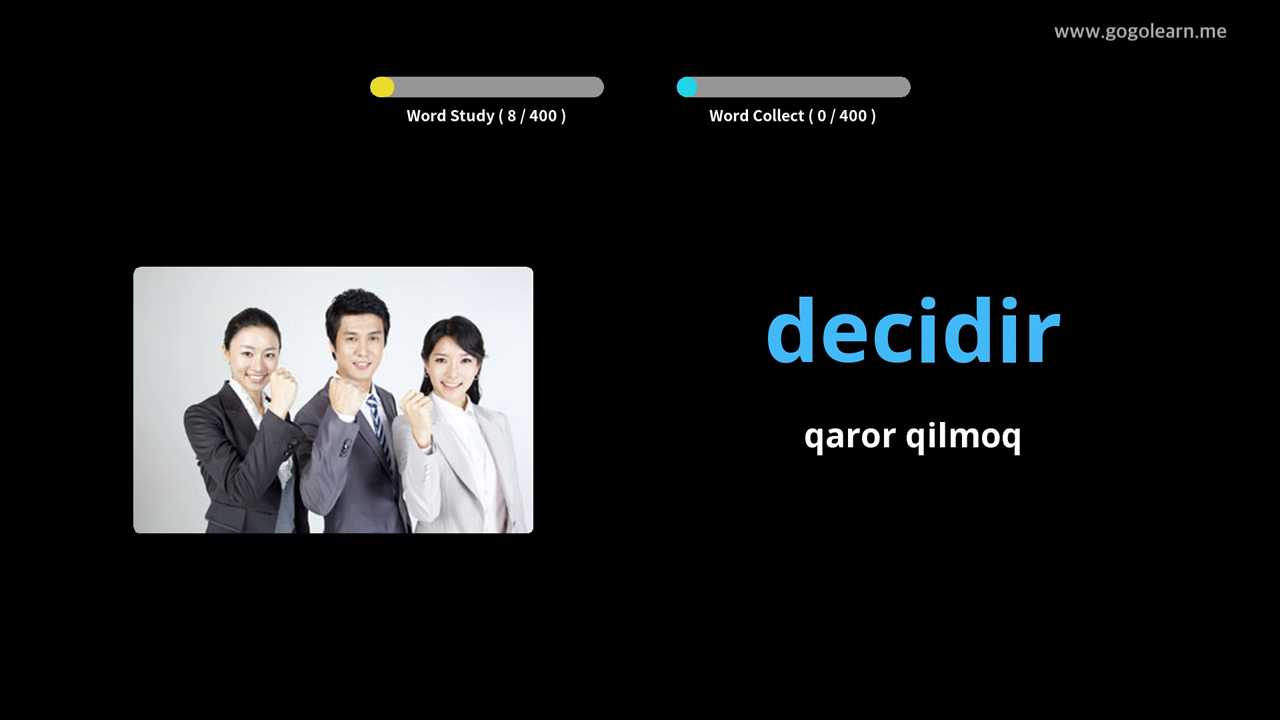 www.gogolearn.me
Word Study ( 8 / 400 )
Word Collect ( 0 / 400 )
decidir
qaror qilmoq